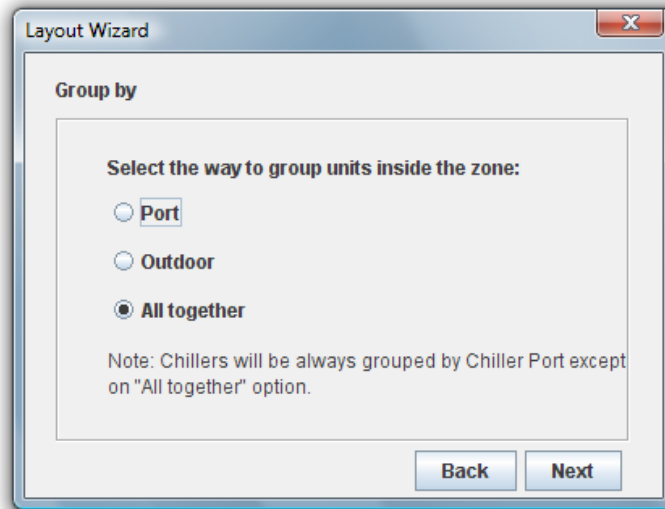 Layout Wizard
Group by
Select the way to group units inside the zone:
Port
Outdoor
All together
Note: Chillers will be always grouped by Chiller Port except
on "All together" option.
Back Next